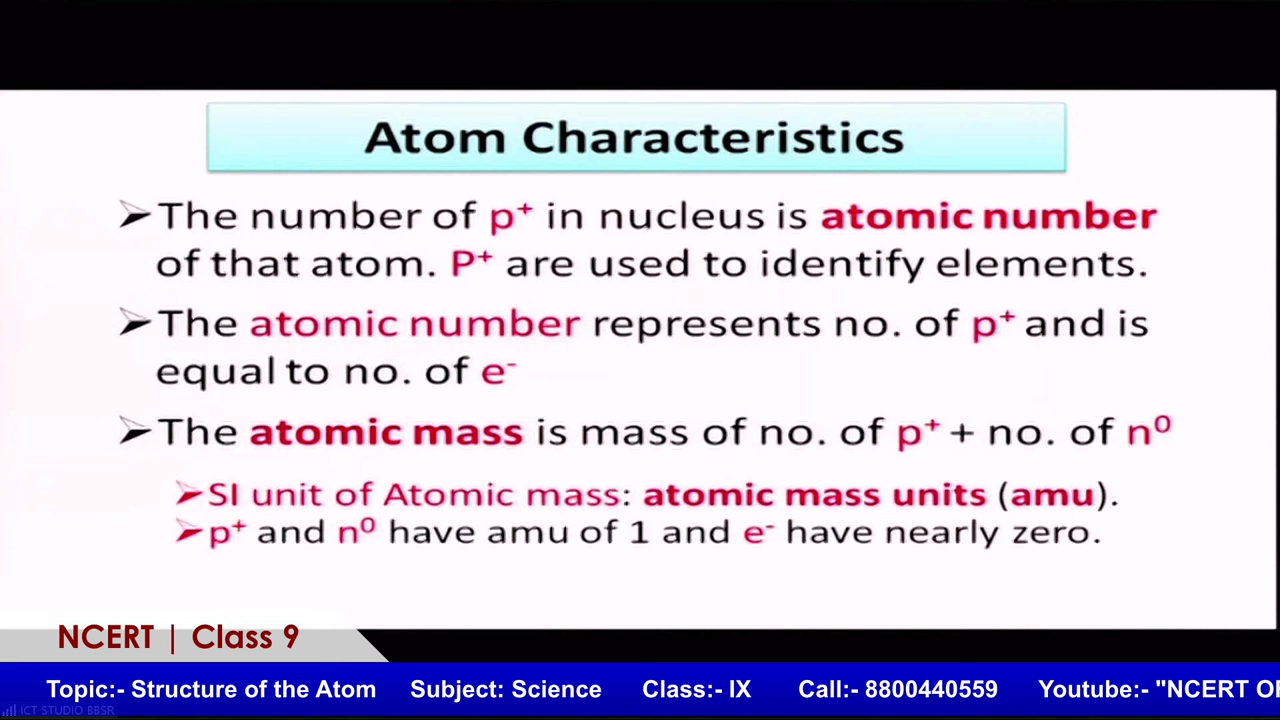 Atom Characteristics
➢The number of p⁺ in nucleus is atomic number
of that atom. P⁺ are used to identify elements.
➢The atomic number represents no. of p⁺ and is
equal to no. of e⁻
➢The atomic mass is mass of no. of p⁺ + no. of n⁰
➢SI unit of Atomic mass: atomic mass units (amu).
➢p⁺ and n⁰ have amu of 1 and e⁻ have nearly zero.
NCERT | Class 9
Topic:- Structure of the Atom Subject: Science Class:- IX Call:- 8800440559 Youtube:- "NCERT OF
ICT STUDIO BBSR